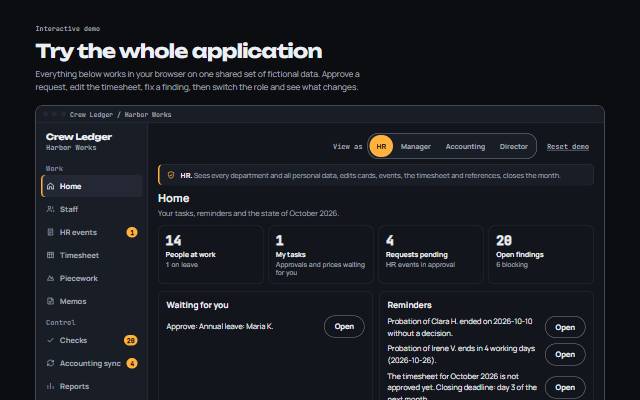 Interactive demo
Try the whole application
Everything below works in your browser on one shared set of fictional data. Approve a
request, edit the timesheet, fix a finding, then switch the role and see what changes.
Crew Ledger / Harbor Works
Crew Ledger
Harbor Works
View as
HR
Manager
Accounting
Director
Reset demo
HR. Sees every department and all personal data, edits cards, events, the timesheet and references, closes the month.
Work
Home
Staff
HR events 1
Timesheet
Piecework
Memos
Control
Checks 20
Accounting sync 4
Reports
Home
Your tasks, reminders and the state of October 2026.
14
People at work
1 on leave
1
My tasks
Approvals and prices waiting
for you
4
Requests pending
HR events in approval
20
Open findings
6 blocking
Waiting for you
Approve: Annual leave: Maria K.
Open
Reminders
Probation of Clara H. ended on 2026-10-10
without a decision.
Open
Probation of Irene V. ends in 4 working days
(2026-10-26).
Open
The timesheet for October 2026 is not
approved yet. Closing deadline: day 3 of the
next month.
Open